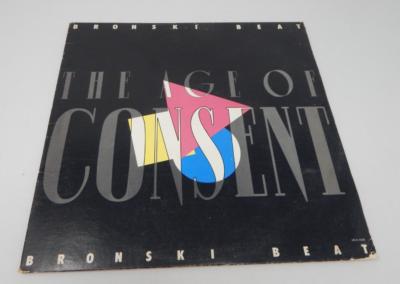 BRONSKI BEAT
THE AGE OF
CONSENT
BRONSKI BEAT